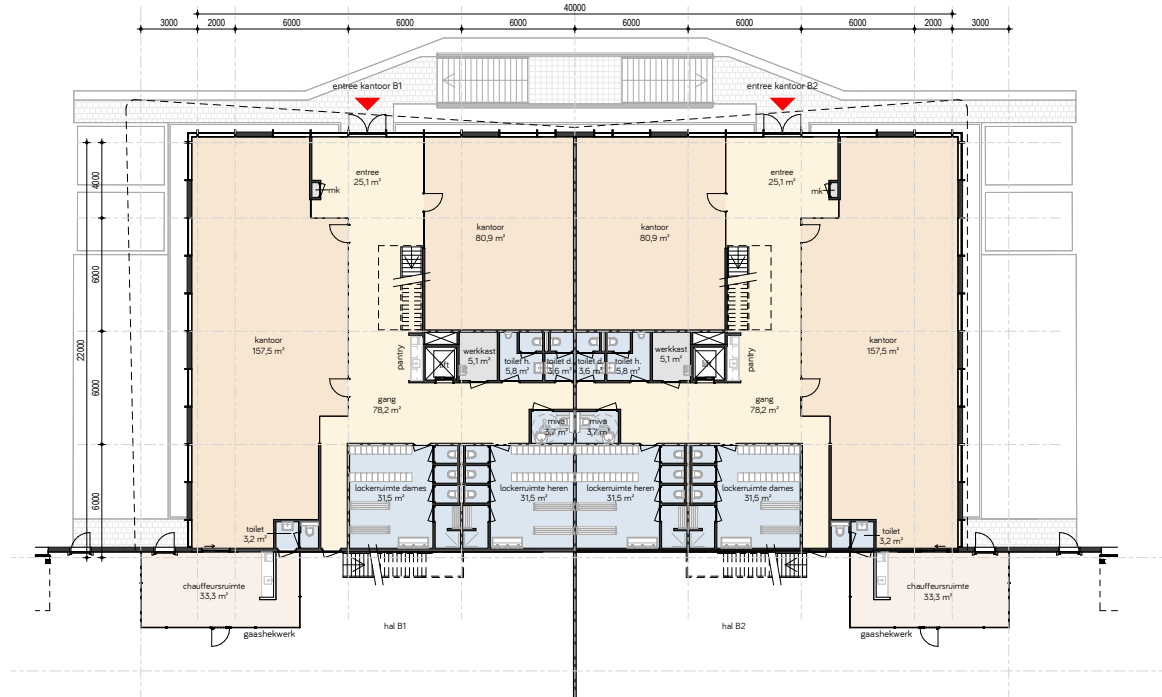 40000
3000 2000 6000 6000 6000 6000 6000 6000 2000 3000
entree kantoor B1
entree kantoor B2
4000
6000
22000
6000
6000
entree
25,1 m²
entree
25,1 m²
mk
mk
kantoor
80,9 m²
kantoor
80,9 m²
kantoor
157,5 m²
kantoor
157,5 m²
pantry
lift
werkkast
5,1 m²
toilet h.
5,8 m²
toilet d.
3,6 m²
toilet d.
3,6 m²
toilet h.
5,8 m²
werkkast
5,1 m²
lift
pantry
gang
78,2 m²
gang
78,2 m²
miva
3,7 m²
miva
3,7 m²
lockerruimte dames
31,5 m²
lockerruimte heren
31,5 m²
lockerruimte heren
31,5 m²
lockerruimte dames
31,5 m²
toilet
3,2 m²
toilet
3,2 m²
chauffeursruimte
33,3 m²
chauffeursruimte
33,3 m²
gaashekwerk
hal B1
hal B2
gaashekwerk